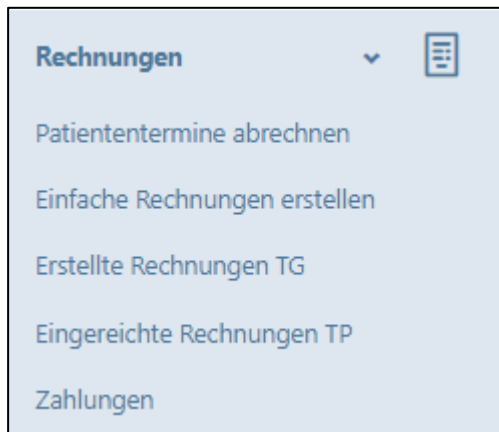 Rechnungen
Patiententermine abrechnen
Einfache Rechnungen erstellen
Erstellte Rechnungen TG
Eingereichte Rechnungen TP
Zahlungen